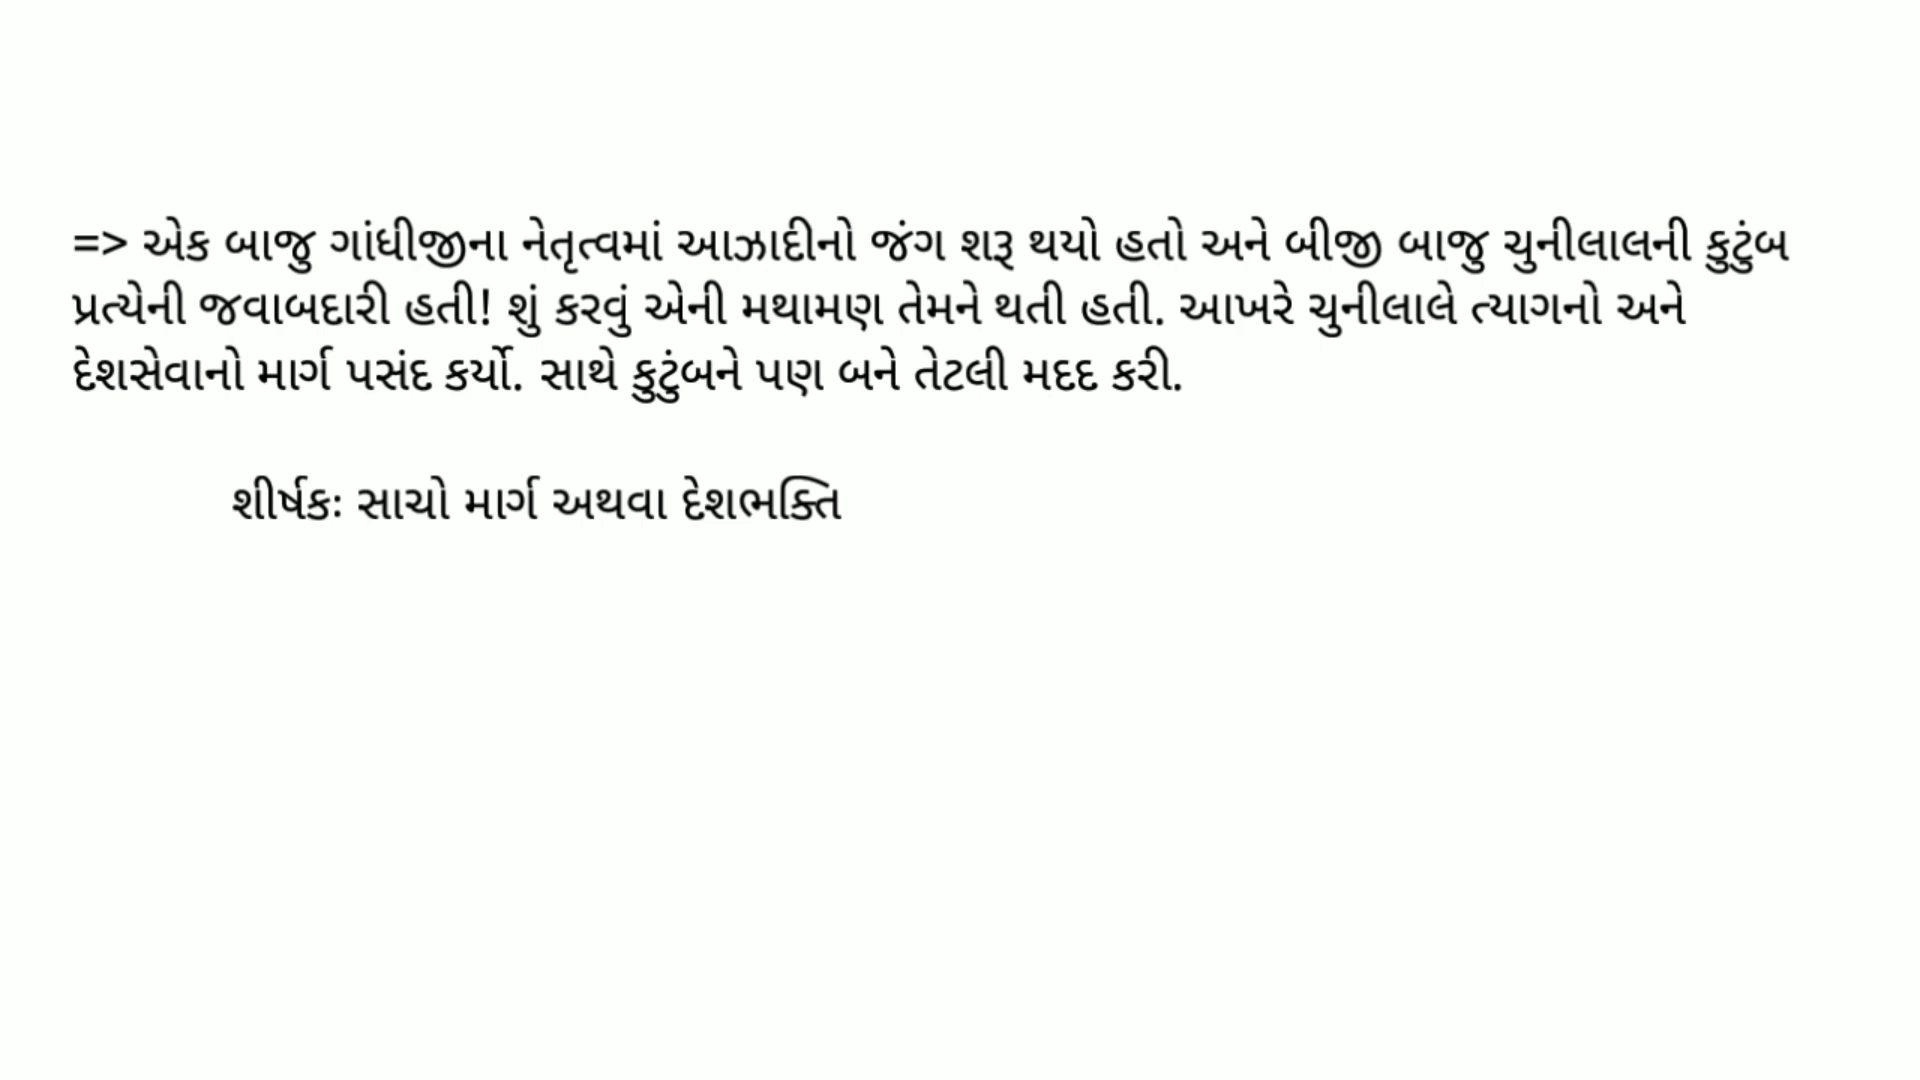 => એક બાજુ ગાંધીજીના નેતૃત્વમાં આઝાદીનો જંગ શરૂ થયો હતો અને બીજી બાજુ ચુનીલાલની કુટુંબ
પ્રત્યેની જવાબદારી હતી! શું કરવું એની મથામણ તેમને થતી હતી. આખરે ચુનીલાલે ત્યાગનો અને
દેશસેવાનો માર્ગ પસંદ કર્યો. સાથે કુટુંબને પણ બને તેટલી મદદ કરી.
શીર્ષકઃ સાચો માર્ગ અથવા દેશભક્તિ